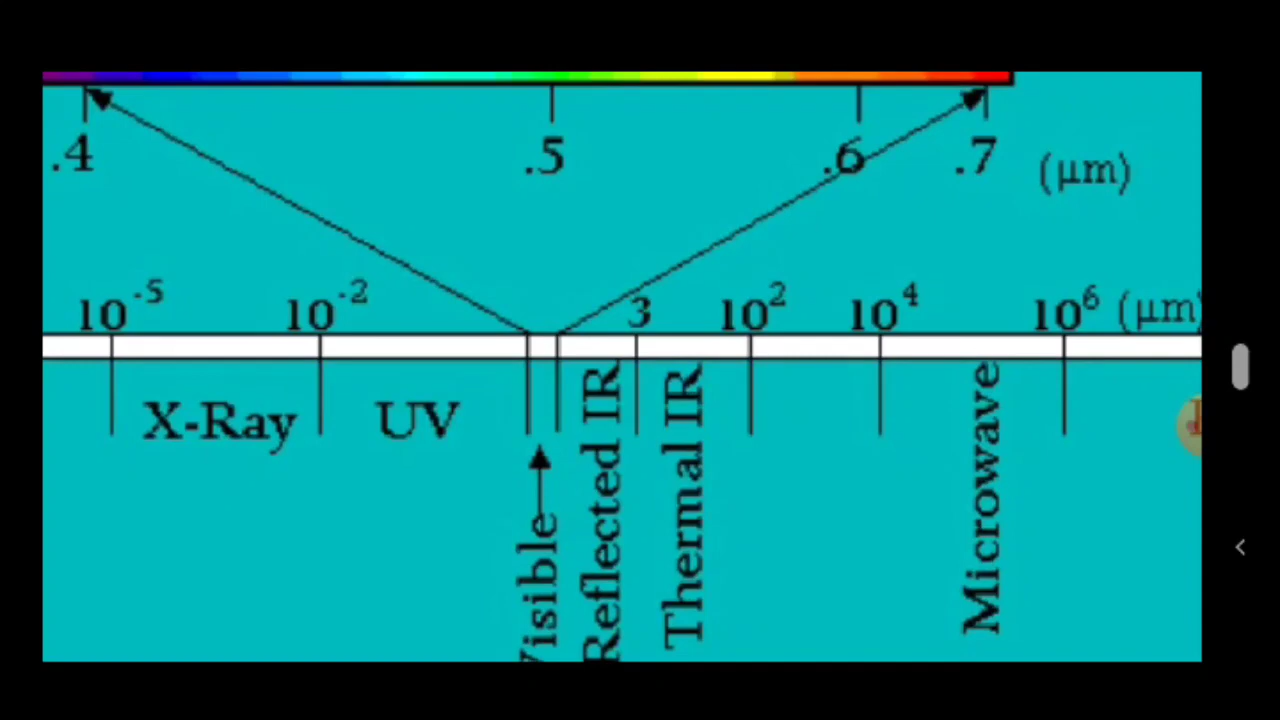 .4 .5 .6 .7 (μm)
10⁻⁵ 10⁻² 3 10² 10⁴ 10⁶ (μm)
X-Ray UV Visible Reflected IR Thermal IR Microwave